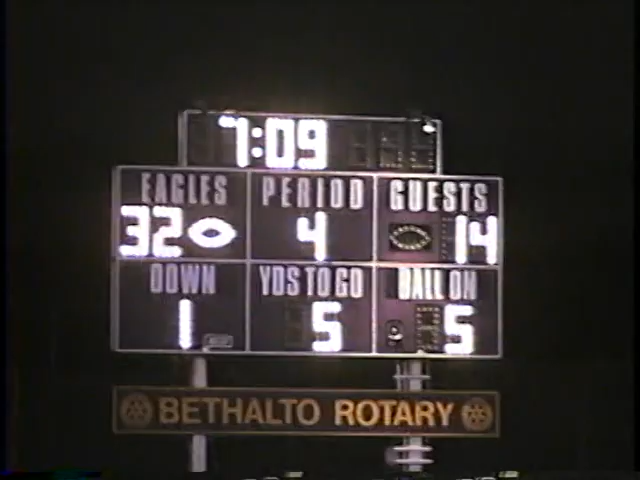 7:09
EAGLES PERIOD GUESTS
32 4 14
DOWN YDS TO GO BALL ON
1 5 5
BETHALTO ROTARY